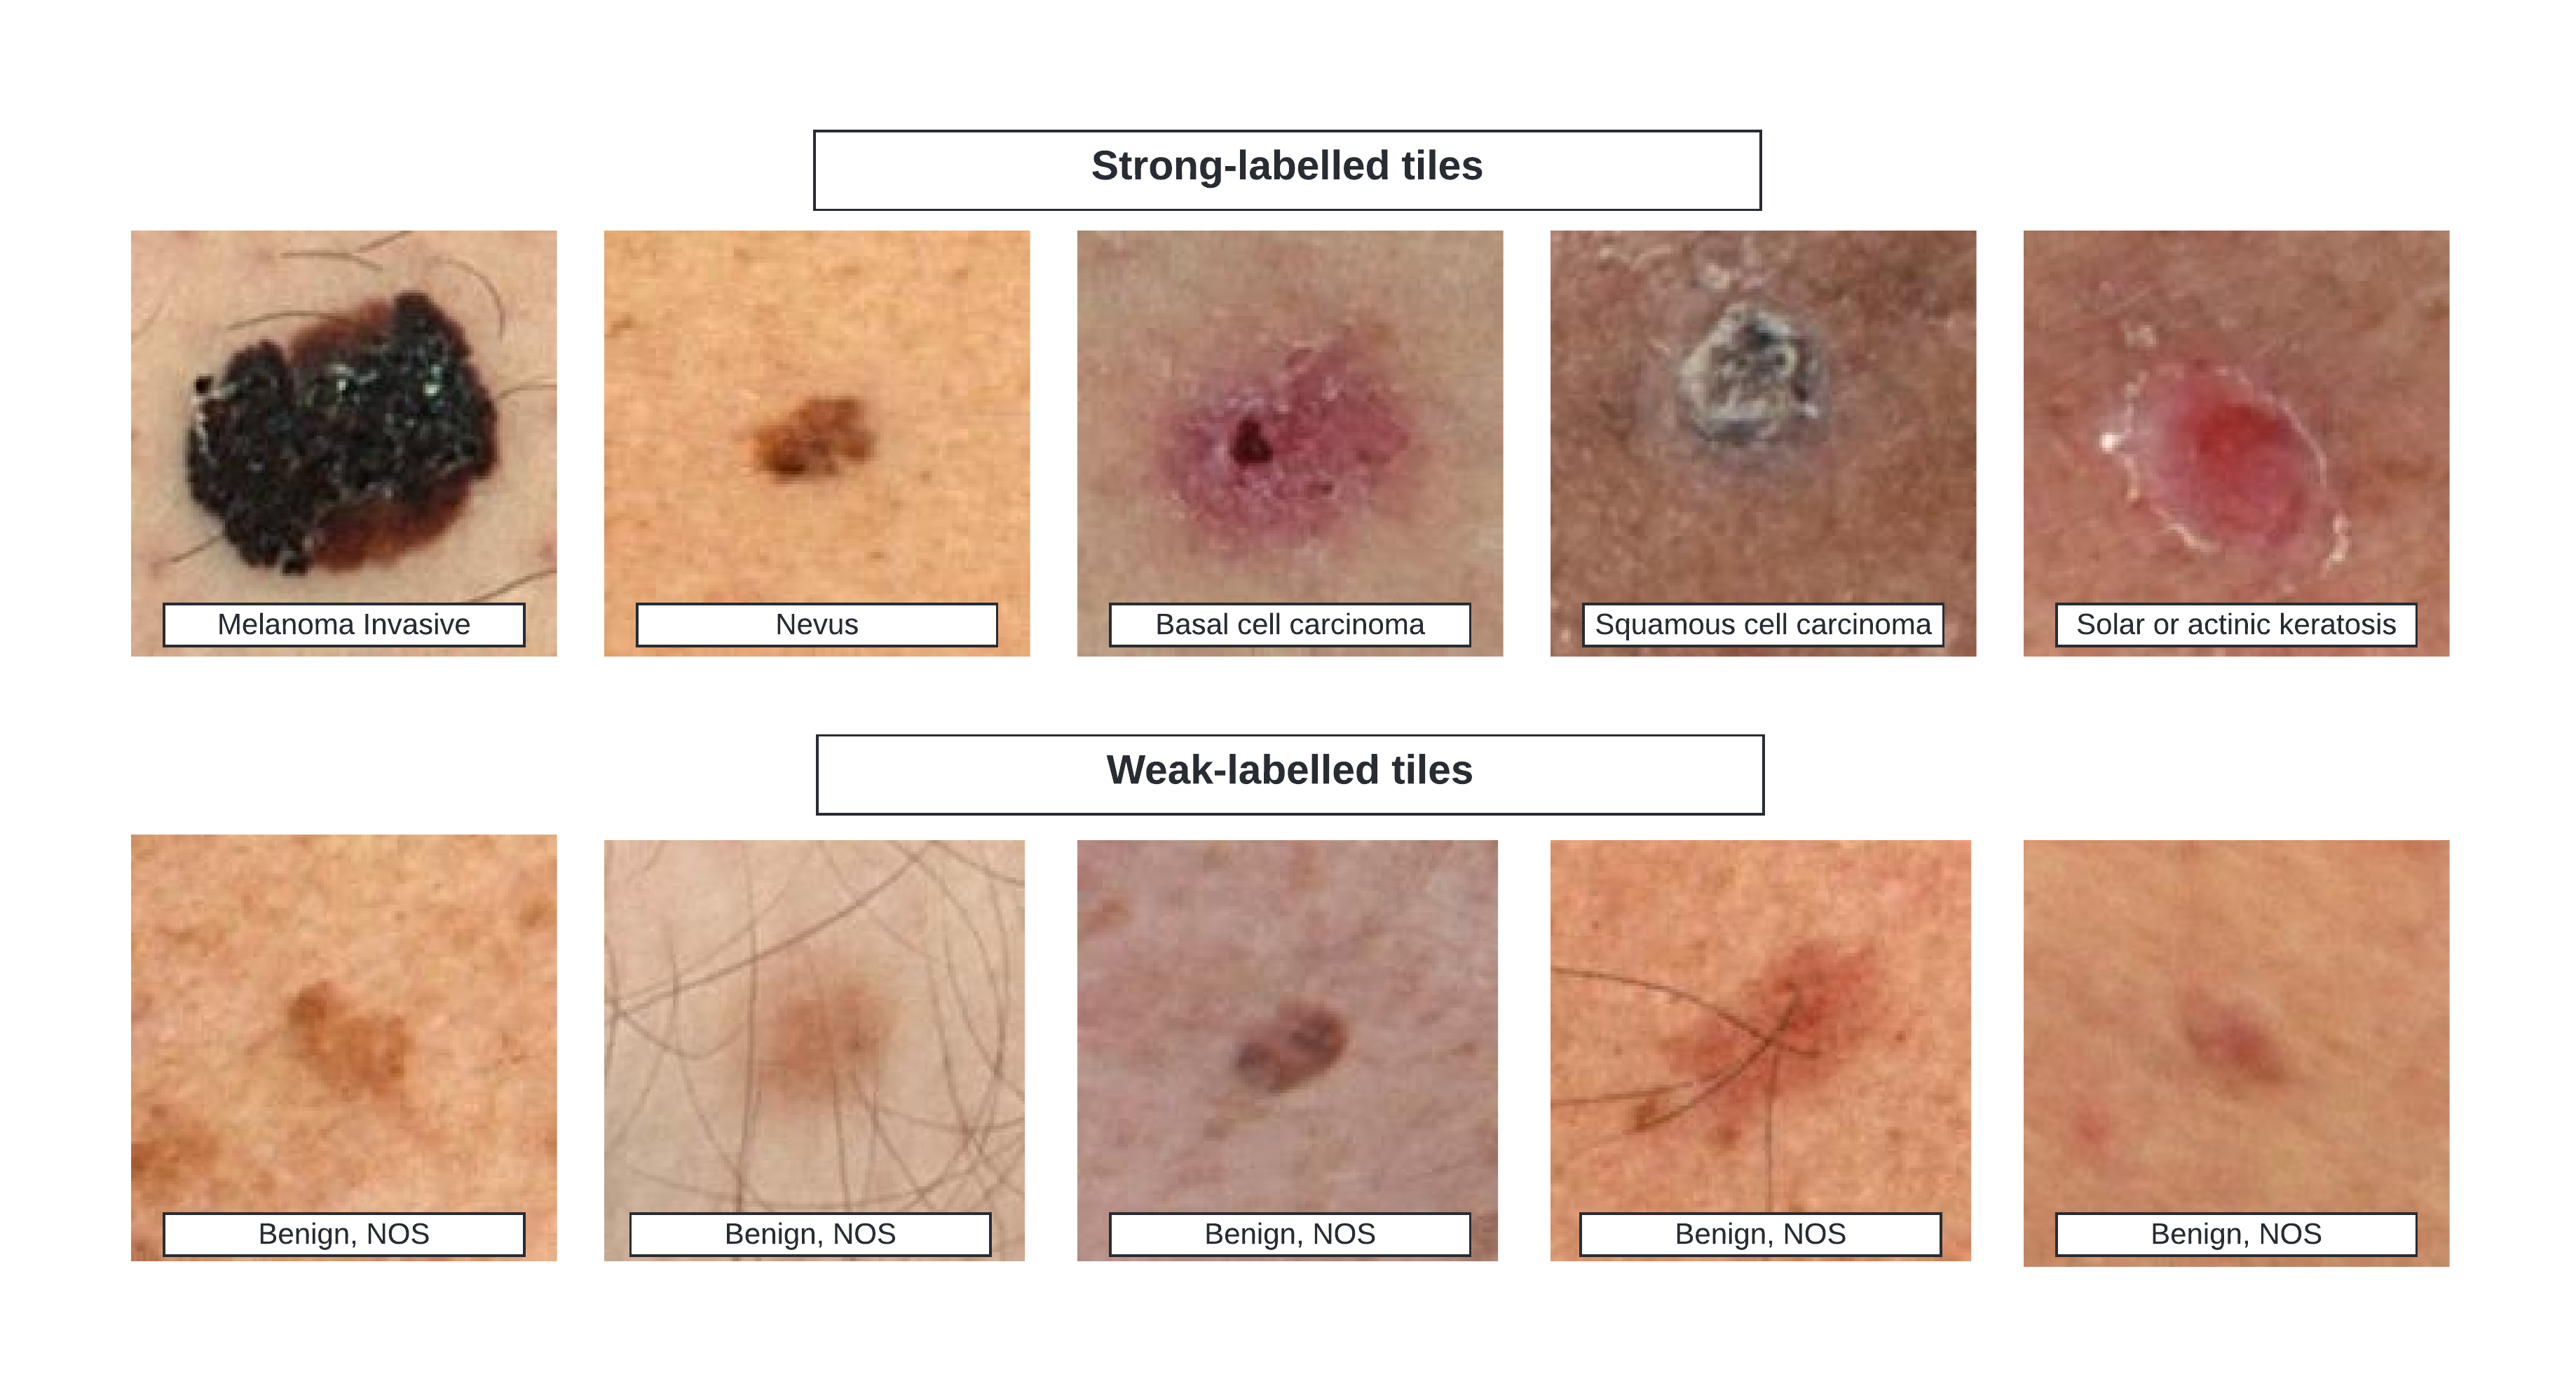 Strong-labelled tiles
Melanoma Invasive
Nevus
Basal cell carcinoma
Squamous cell carcinoma
Solar or actinic keratosis
Weak-labelled tiles
Benign, NOS
Benign, NOS
Benign, NOS
Benign, NOS
Benign, NOS